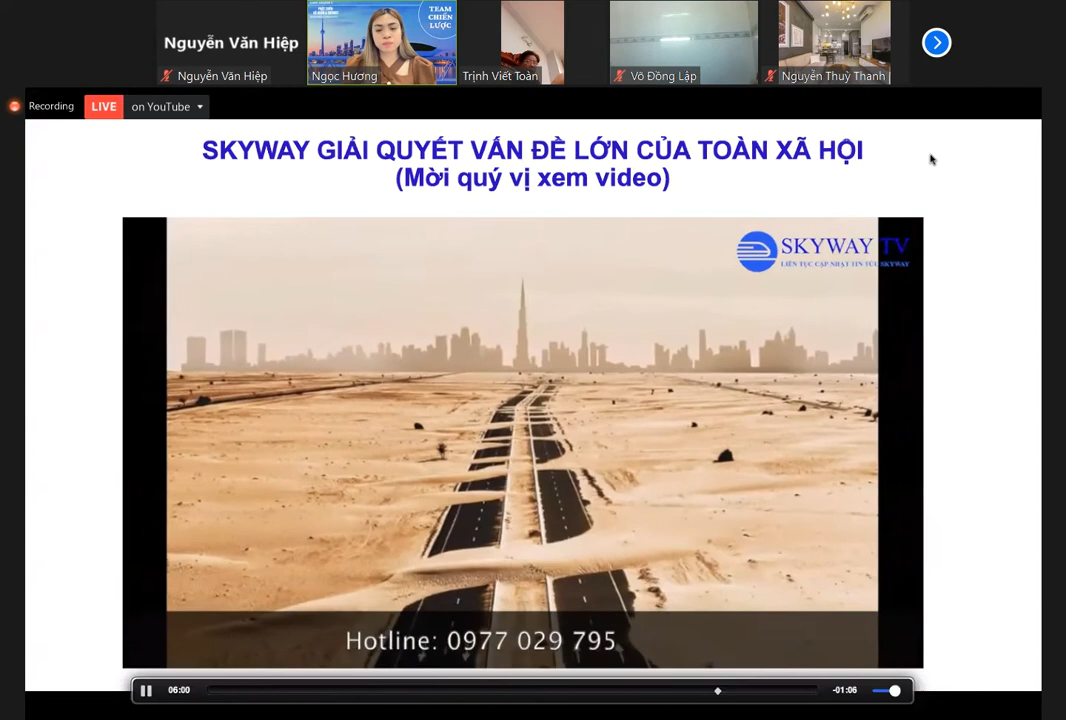 Nguyễn Văn Hiệp
TEAM
CHIẾN
LƯỢC
Nguyễn Văn Hiệp
Ngọc Hương
Trịnh Viết Toàn
Võ Đồng Lập
Nguyễn Thuỳ Thanh
Recording
LIVE
on YouTube
SKYWAY GIẢI QUYẾT VẤN ĐỀ LỚN CỦA TOÀN XÃ HỘI
(Mời quý vị xem video)
SKYWAY TV
LIÊN TỤC CẬP NHẬT TIN TỨC SKYWAY
Hotline: 0977 029 795
06:00
-01:06